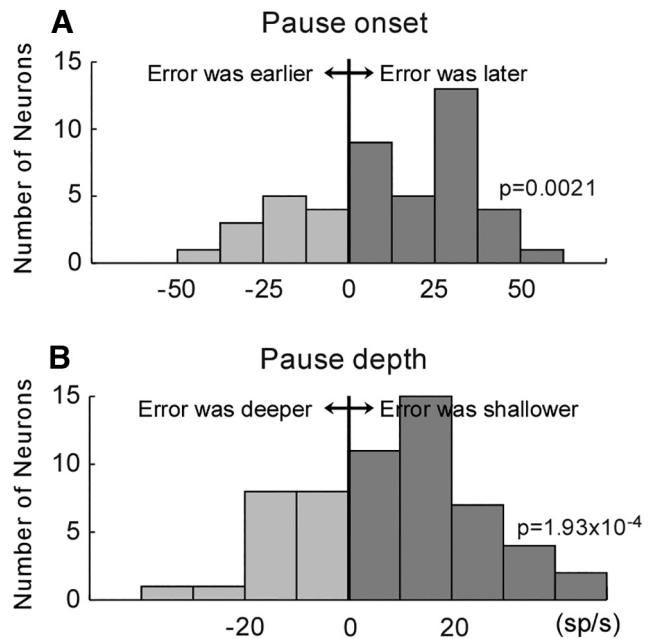 A
Pause onset
Number of Neurons
15
10
5
0
Error was earlier
Error was later
p=0.0021
-50
-25
0
25
50
B
Pause depth
Number of Neurons
15
10
5
0
Error was deeper
Error was shallower
p=1.93x10-4
-20
0
20
(sp/s)